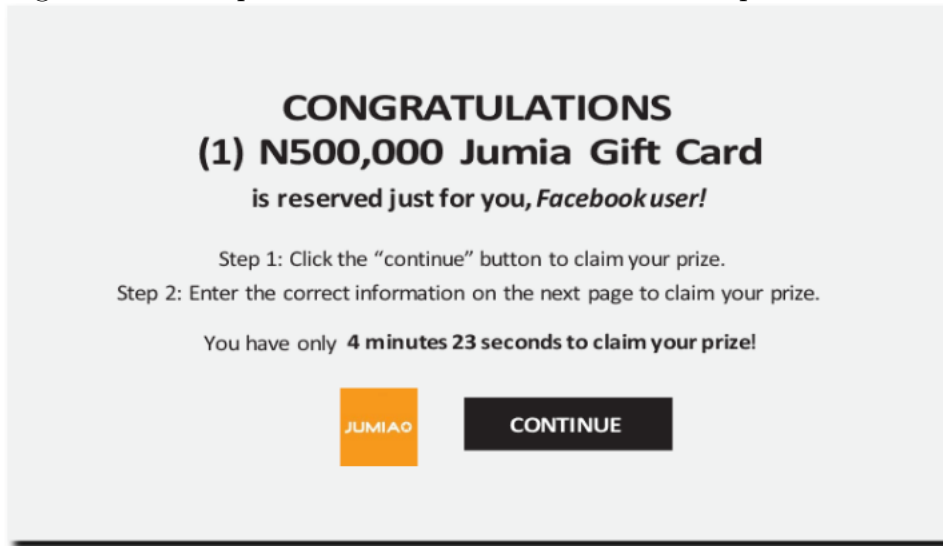 CONGRATULATIONS
(1) N500,000 Jumia Gift Card
is reserved just for you, Facebook user!
Step 1: Click the “continue” button to claim your prize.
Step 2: Enter the correct information on the next page to claim your prize.
You have only 4 minutes 23 seconds to claim your prize!
JUMIA
CONTINUE